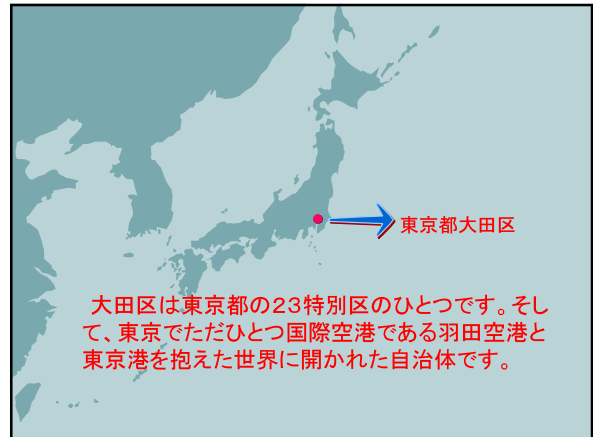 東京都大田区
大田区は東京都の23特別区のひとつです。そし
て、東京でただひとつ国際空港である羽田空港と
東京港を抱えた世界に開かれた自治体です。